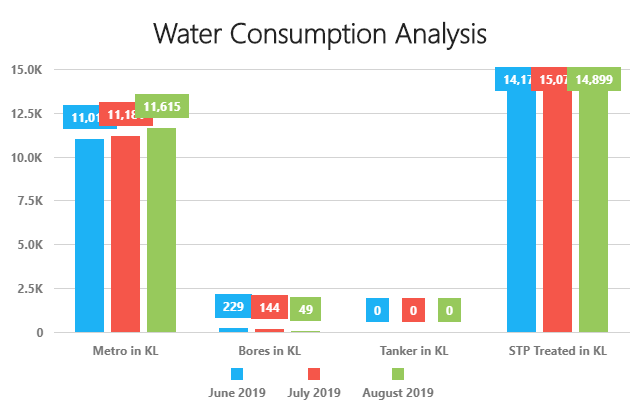 Water Consumption Analysis
15.0K
12.5K
10.0K
7.5K
5.0K
2.5K
0
11,615
14,899
229
144
49
0
0
0
Metro in KL
Bores in KL
Tanker in KL
STP Treated in KL
June 2019
July 2019
August 2019